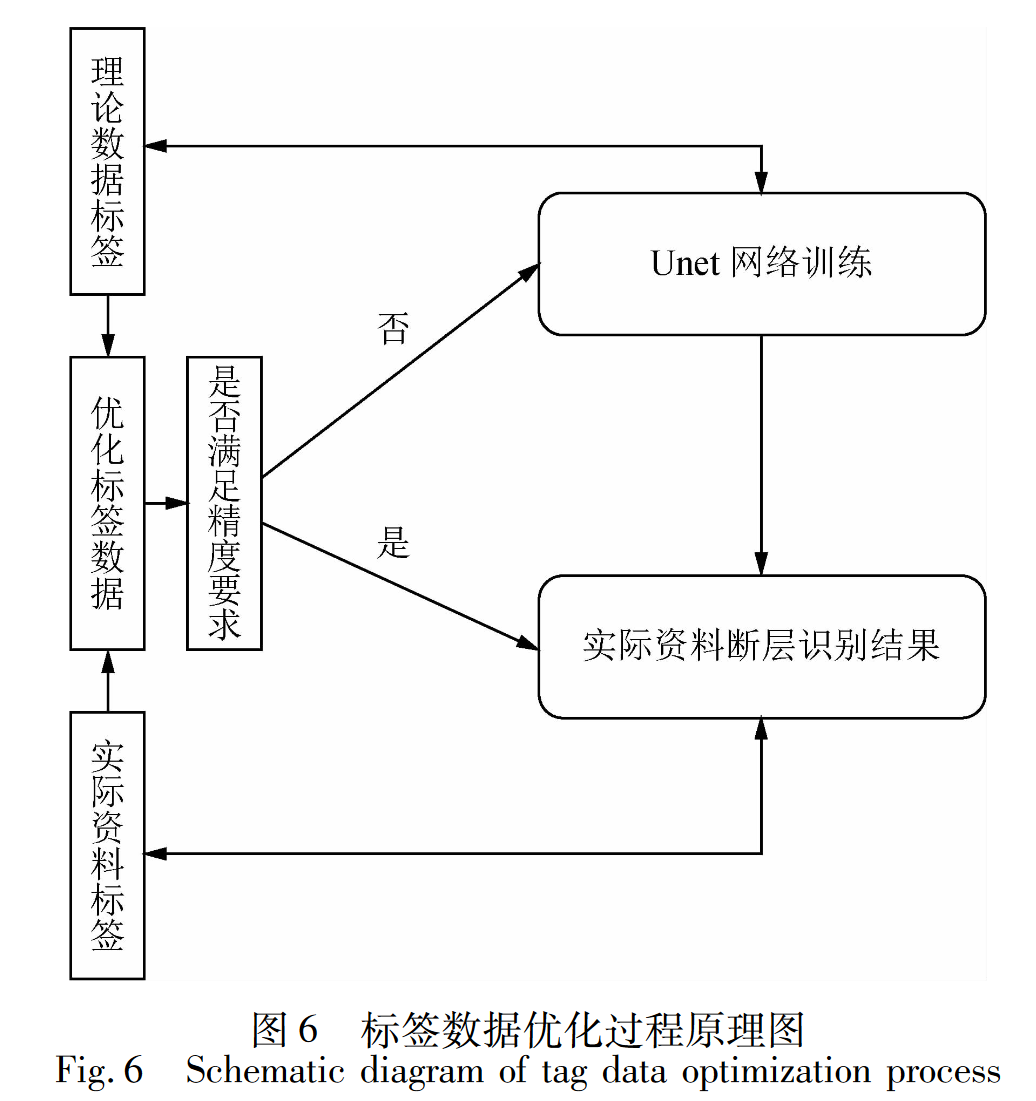 理论数据标签
Unet 网络训练
否
优化标签数据
是否满足精度要求
是
实际资料断层识别结果
实际资料标签
图 6 标签数据优化过程原理图
Fig. 6 Schematic diagram of tag data optimization process